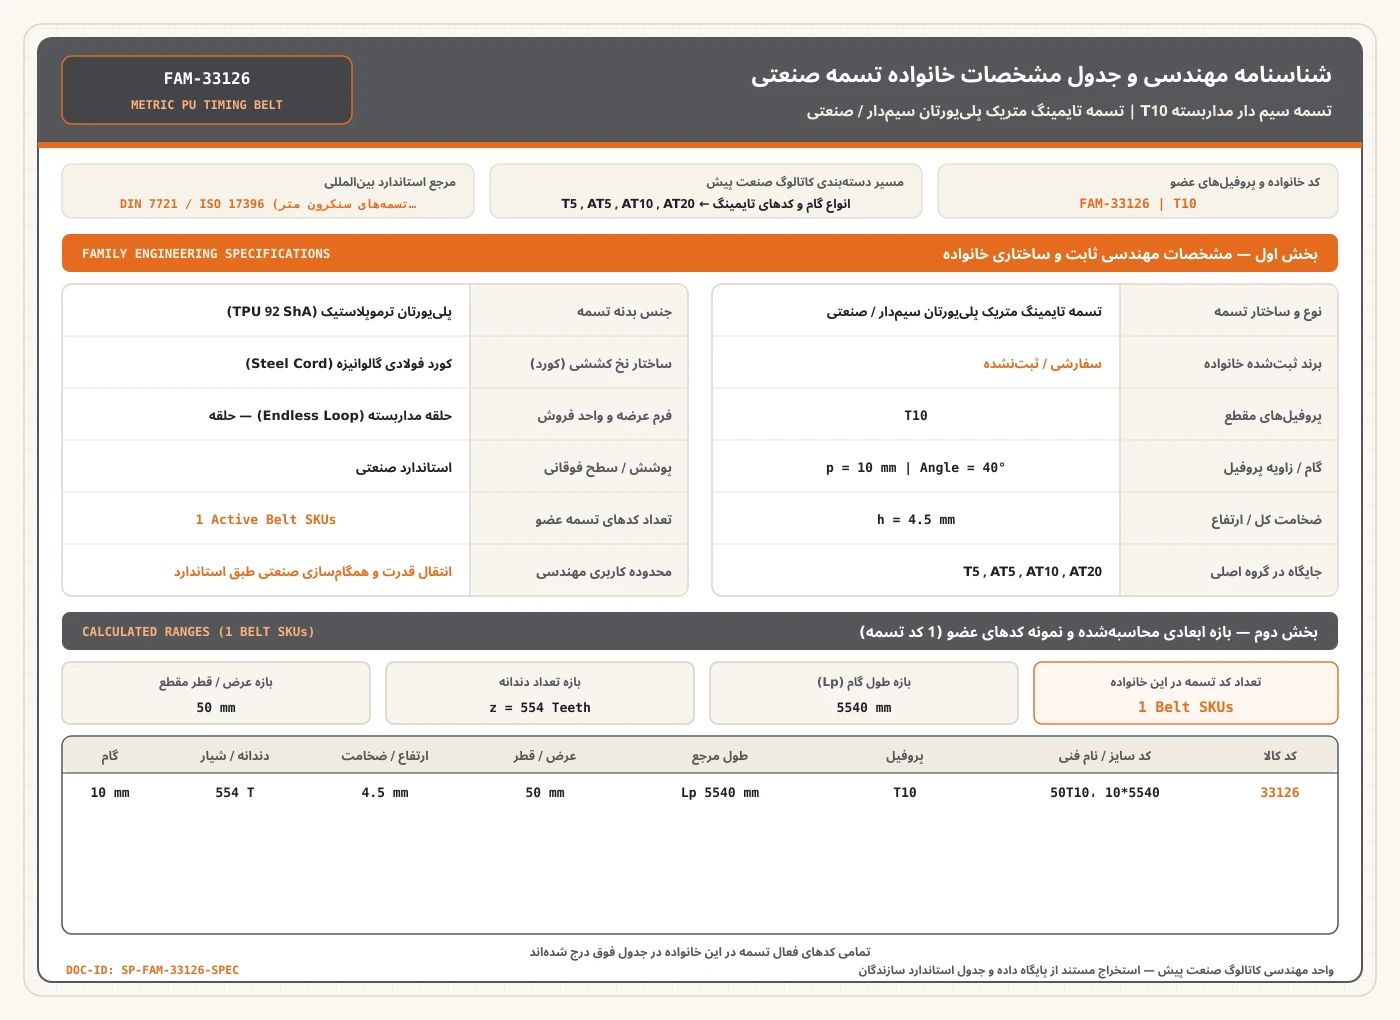 شناسنامه مهندسی و جدول مشخصات خانواده تسمه صنعتی
تسمه سیم دار مداربسته T10 | تسمه تایمینگ متریک پلی‌یورتان سیم‌دار / صنعتی
FAM-33126
METRIC PU TIMING BELT
کد خانواده و پروفیل‌های عضو
FAM-33126 | T10
مسیر دسته‌بندی کاتالوگ صنعت پیش
انواع گام و کدهای تایمینگ ← T5 , AT5 , AT10 , AT20
مرجع استاندارد بین‌المللی
DIN 7721 / ISO 17396 (تسمه‌های سنکرون متر…
بخش اول — مشخصات مهندسی ثابت و ساختاری خانواده
FAMILY ENGINEERING SPECIFICATIONS
نوع و ساختار تسمه
تسمه تایمینگ متریک پلی‌یورتان سیم‌دار / صنعتی
برند ثبت‌شده خانواده
سفارشی / ثبت‌نشده
پروفیل‌های مقطع
T10
گام / زاویه پروفیل
p = 10 mm | Angle = 40°
ضخامت کل / ارتفاع
h = 4.5 mm
جایگاه در گروه اصلی
T5 , AT5 , AT10 , AT20
جنس بدنه تسمه
پلی‌یورتان ترموپلاستیک (TPU 92 ShA)
ساختار نخ کششی (کورد)
کورد فولادی گالوانیزه (Steel Cord)
فرم عرضه و واحد فروش
حلقه مداربسته (Endless Loop) — حلقه
پوشش / سطح فوقانی
استاندارد صنعتی
تعداد کدهای تسمه عضو
1 Active Belt SKUs
محدوده کاربری مهندسی
انتقال قدرت و همگام‌سازی صنعتی طبق استاندارد
بخش دوم — بازه ابعادی محاسبه‌شده و نمونه کدهای عضو (1 کد تسمه)
CALCULATED RANGES (1 BELT SKUs)
تعداد کد تسمه در این خانواده
1 Belt SKUs
بازه طول گام (Lp)
5540 mm
بازه تعداد دندانه
z = 554 Teeth
بازه عرض / قطر مقطع
50 mm
کد کالا کد سایز / نام فنی پروفیل طول مرجع عرض / قطر ارتفاع / ضخامت دندانه / شیار گام
33126 50T10، 10*5540 T10 Lp 5540 mm 50 mm 4.5 mm 554 T 10 mm
تمامی کدهای فعال تسمه در این خانواده در جدول فوق درج شده‌اند
واحد مهندسی کاتالوگ صنعت پیش — استخراج مستند از پایگاه داده و جدول استاندارد سازندگان
DOC-ID: SP-FAM-33126-SPEC